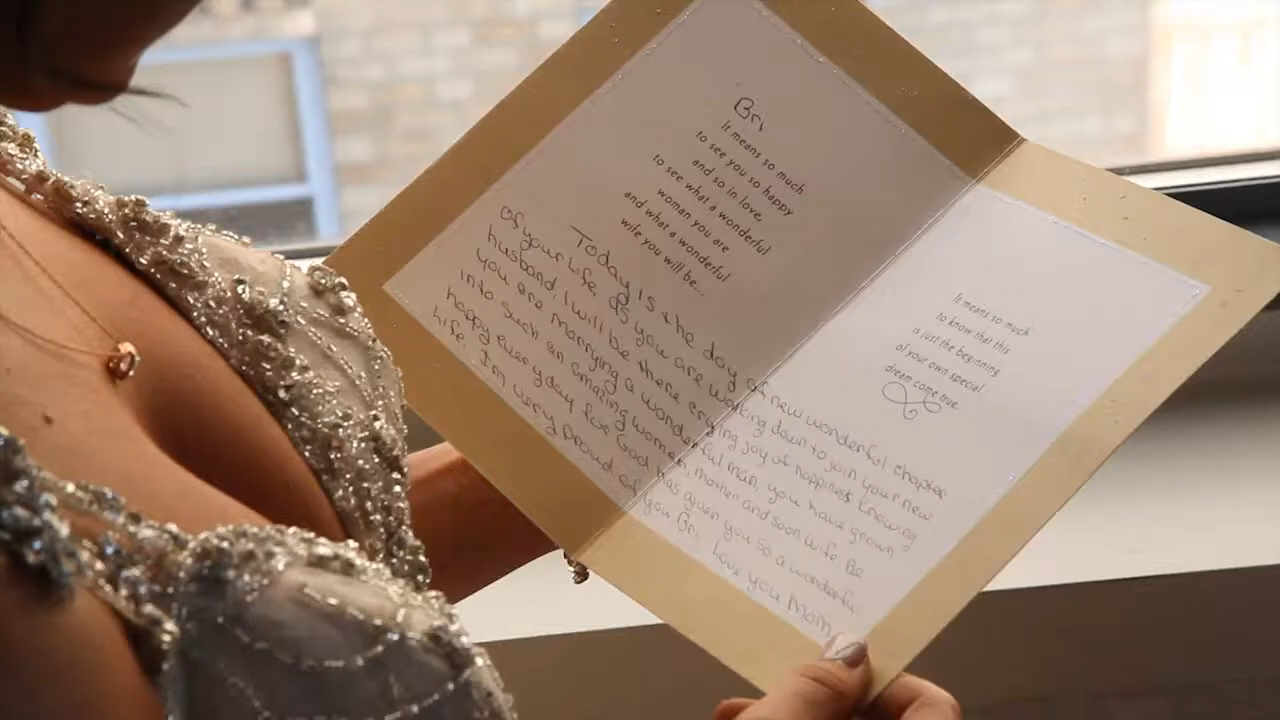 Bri
It means so much
to see you so happy
and so in love,
to see what a wonderful
woman you are
and what a wonderful
wife you will be...
It means so much
to know that this
is just the beginning
of your own special
dream come true.
Today is the day of new wonderful chapter
of your life, as you are walking down to join your new
husband, I will be there crying joy of happiness knowing
you are marrying a wonderful man, you have grown
into such an amazing women, mother and soon wife. Be
happy everyday for God has given you so a wonderful
Life. I'm very proud of you Bri. Love you Mom